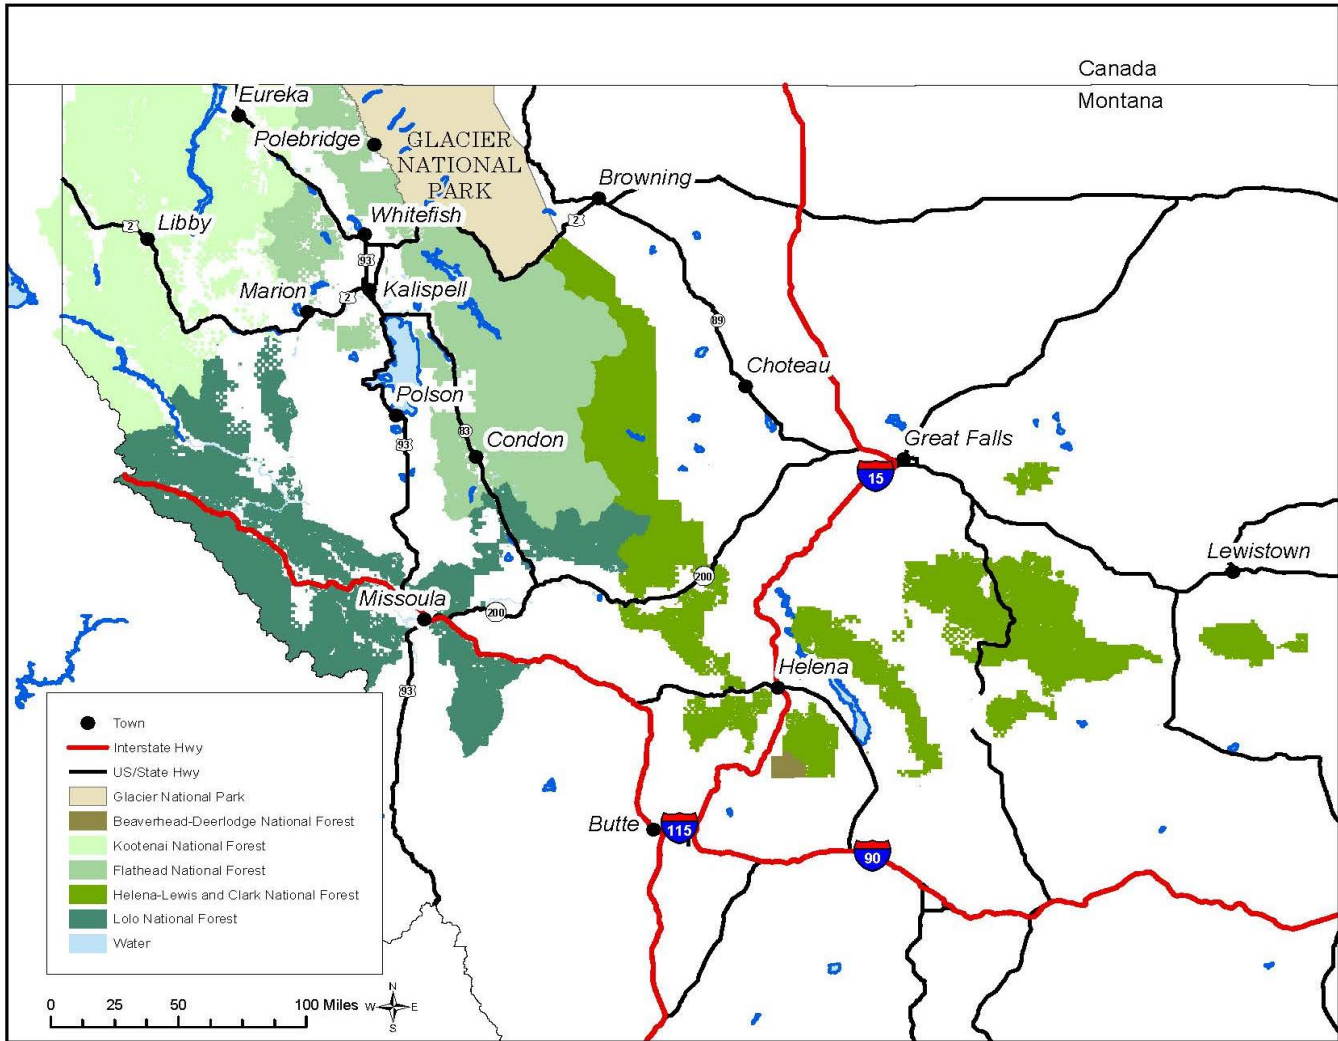 Canada
Montana
Eureka
Polebridge
GLACIER
NATIONAL
PARK
Browning
Whitefish
2
Libby
2
93
Marion
2
Kalispell
89
Choteau
Polson
93
83
Condon
Great Falls
15
Lewistown
200
Missoula
200
Helena
93
Butte
115
90
Town
Interstate Hwy
US/State Hwy
Glacier National Park
Beaverhead-Deerlodge National Forest
Kootenai National Forest
Flathead National Forest
Helena-Lewis and Clark National Forest
Lolo National Forest
Water
0 25 50 100 Miles
N
W E
S